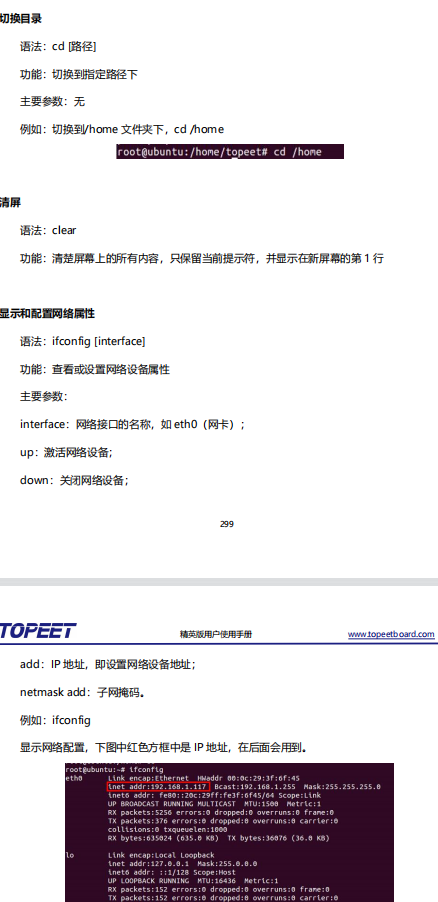 切换目录
语法：cd [路径]
功能：切换到指定路径下
主要参数：无
例如：切换到/home 文件夹下，cd /home
root@ubuntu:/home/topeet# cd /home
清屏
语法：clear
功能：清楚屏幕上的所有内容，只保留当前提示符，并显示在新屏幕的第 1 行
显示和配置网络属性
语法：ifconfig [interface]
功能：查看或设置网络设备属性
主要参数：
interface：网络接口的名称，如 eth0（网卡）；
up：激活网络设备；
down：关闭网络设备；
299
TOPEET 精英版用户使用手册 www.topeetboard.com
add：IP 地址，即设置网络设备地址；
netmask add：子网掩码。
例如：ifconfig
显示网络配置，下图中红色方框中是 IP 地址，在后面会用到。
root@ubuntu:~# ifconfig
eth0 Link encap:Ethernet HWaddr 00:0c:29:3f:6f:45
inet addr:192.168.1.117 Bcast:192.168.1.255 Mask:255.255.255.0
inet6 addr: fe80::20c:29ff:fe3f:6f45/64 Scope:Link
UP BROADCAST RUNNING MULTICAST MTU:1500 Metric:1
RX packets:5256 errors:0 dropped:0 overruns:0 frame:0
TX packets:376 errors:0 dropped:0 overruns:0 carrier:0
collisions:0 txqueuelen:1000
RX bytes:635024 (635.0 KB) TX bytes:36076 (36.0 KB)
lo Link encap:Local Loopback
inet addr:127.0.0.1 Mask:255.0.0.0
inet6 addr: ::1/128 Scope:Host
UP LOOPBACK RUNNING MTU:16436 Metric:1
RX packets:152 errors:0 dropped:0 overruns:0 frame:0
TX packets:152 errors:0 dropped:0 overruns:0 carrier:0